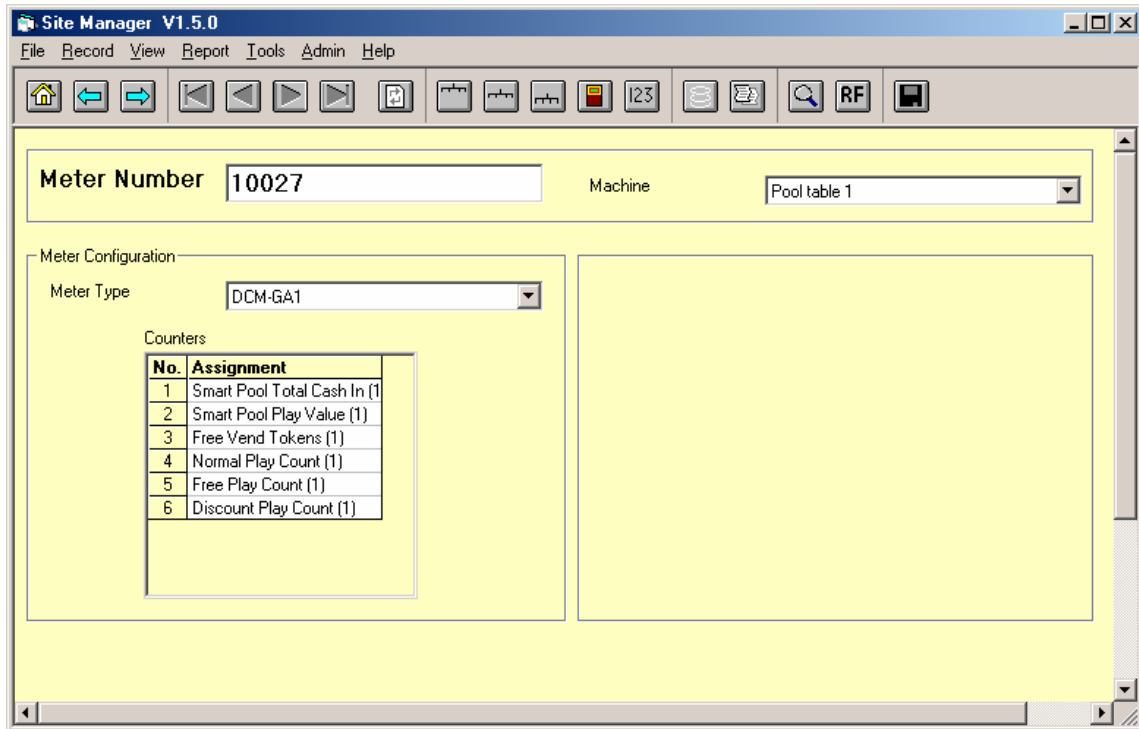 Site Manager V1.5.0
File Record View Report Tools Admin Help
123 RF
Meter Number 10027 Machine Pool table 1
Meter Configuration
Meter Type DCM-GA1
Counters
No. Assignment
1 Smart Pool Total Cash In (1
2 Smart Pool Play Value (1)
3 Free Vend Tokens (1)
4 Normal Play Count (1)
5 Free Play Count (1)
6 Discount Play Count (1)